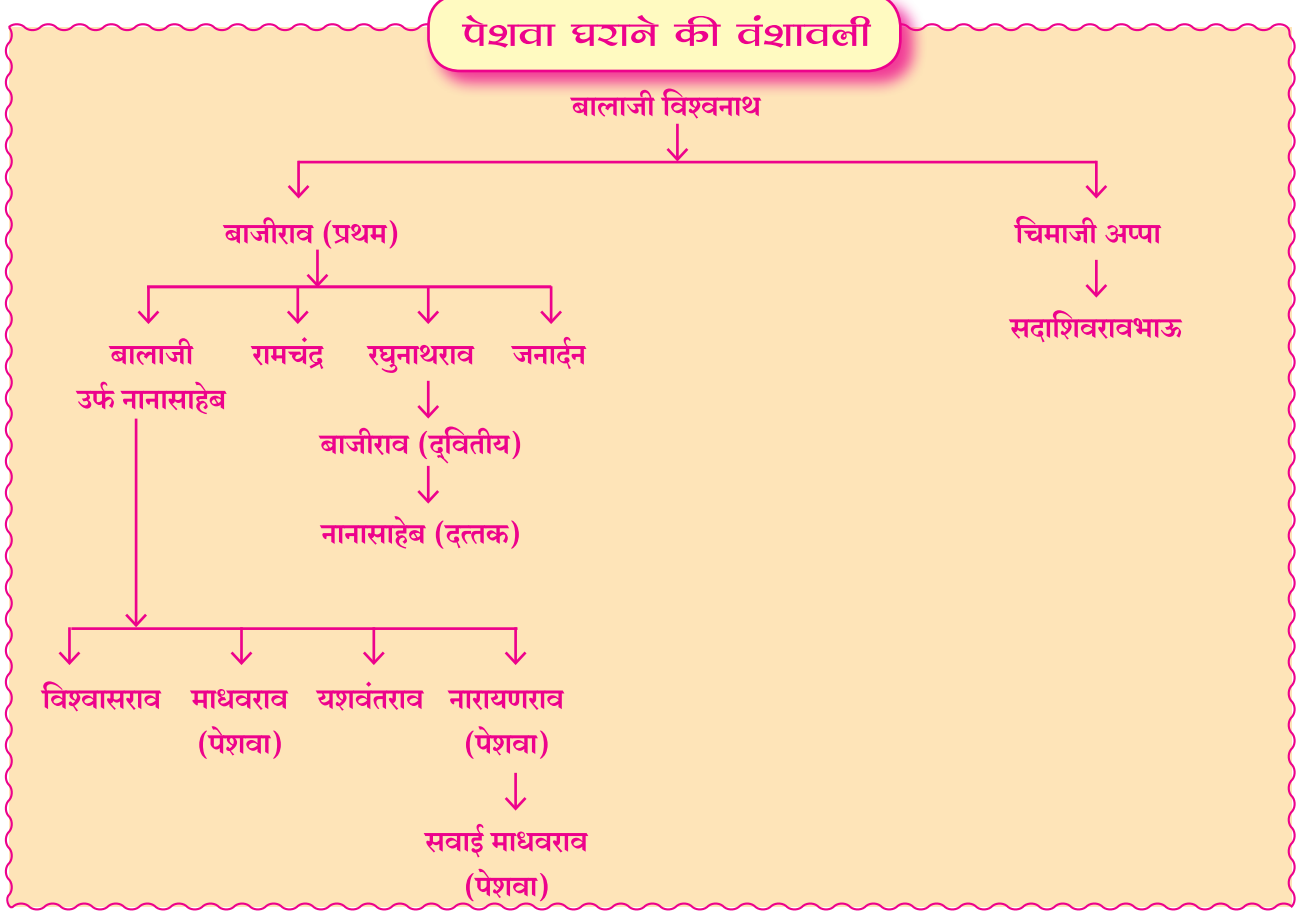 पेशवा घराने की वंशावली
बालाजी विश्वनाथ
बाजीराव (प्रथम)
चिमाजी अप्पा
सदाशिवरावभाऊ
बालाजी
उर्फ नानासाहेब
रामचंद्र
रघुनाथराव
जनार्दन
बाजीराव (द्‌वितीय)
नानासाहेब (दत्तक)
विश्वासराव
माधवराव
(पेशवा)
यशवंतराव
नारायणराव
(पेशवा)
सवाई माधवराव
(पेशवा)